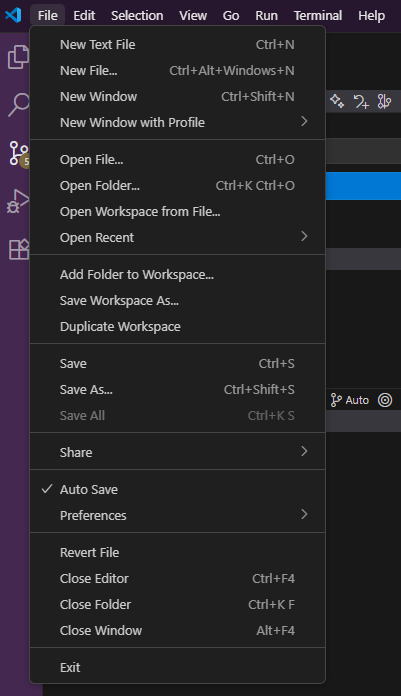 File Edit Selection View Go Run Terminal Help
New Text File Ctrl+N
New File... Ctrl+Alt+Windows+N
New Window Ctrl+Shift+N
New Window with Profile
Open File... Ctrl+O
Open Folder... Ctrl+K Ctrl+O
Open Workspace from File...
Open Recent
Add Folder to Workspace...
Save Workspace As...
Duplicate Workspace
Save Ctrl+S
Save As... Ctrl+Shift+S
Save All Ctrl+K S
Share
Auto Save
Preferences
Revert File
Close Editor Ctrl+F4
Close Folder Ctrl+K F
Close Window Alt+F4
Exit
5
Auto